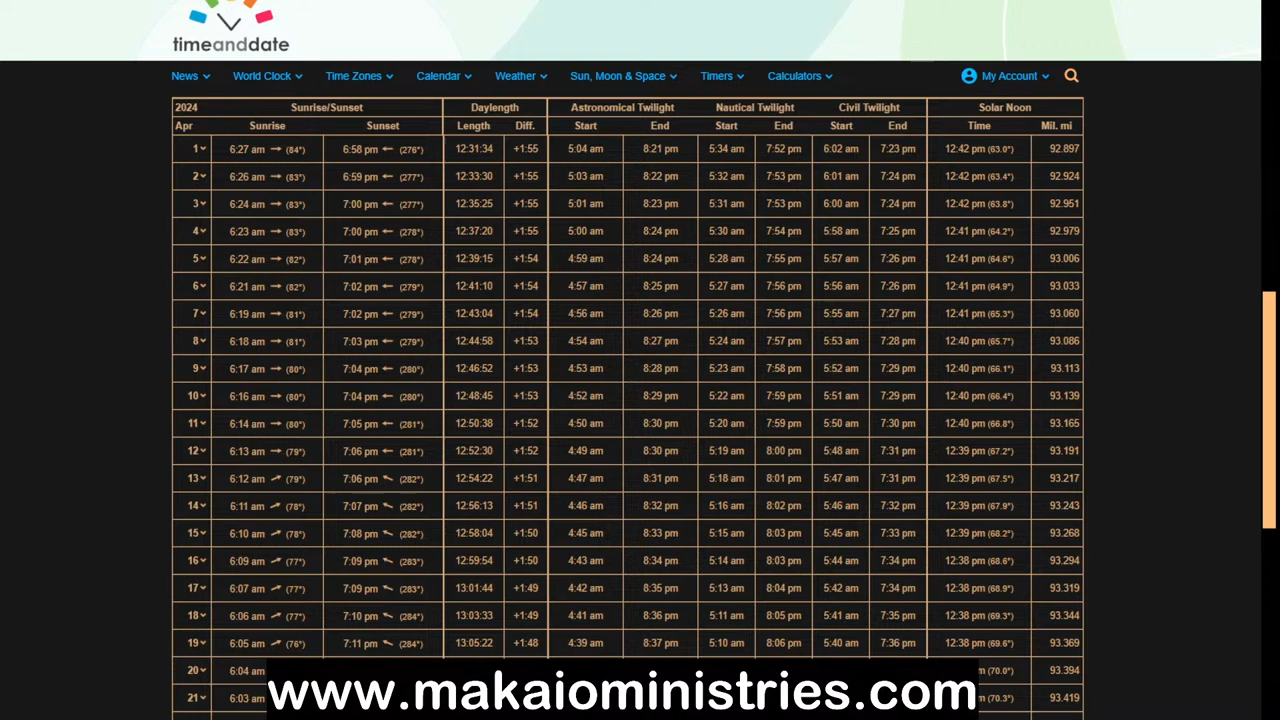 timeanddate
News World Clock Time Zones Calendar Weather Sun, Moon & Space Timers Calculators My Account
2024 Sunrise/Sunset Daylength Astronomical Twilight Nautical Twilight Civil Twilight Solar Noon
Apr Sunrise Sunset Length Diff. Start End Start End Start End Time Mil. mi
1 6:27 am → (84°) 6:58 pm ← (276°) 12:31:34 +1:55 5:04 am 8:21 pm 5:34 am 7:52 pm 6:02 am 7:23 pm 12:42 pm (63.0°) 92.897
2 6:26 am → (83°) 6:59 pm ← (277°) 12:33:30 +1:55 5:03 am 8:22 pm 5:32 am 7:53 pm 6:01 am 7:24 pm 12:42 pm (63.4°) 92.924
3 6:24 am → (83°) 7:00 pm ← (277°) 12:35:25 +1:55 5:01 am 8:23 pm 5:31 am 7:53 pm 6:00 am 7:24 pm 12:42 pm (63.8°) 92.951
4 6:23 am → (83°) 7:00 pm ← (278°) 12:37:20 +1:55 5:00 am 8:24 pm 5:30 am 7:54 pm 5:58 am 7:25 pm 12:41 pm (64.2°) 92.979
5 6:22 am → (82°) 7:01 pm ← (278°) 12:39:15 +1:54 4:59 am 8:24 pm 5:28 am 7:55 pm 5:57 am 7:26 pm 12:41 pm (64.6°) 93.006
6 6:21 am → (82°) 7:02 pm ← (279°) 12:41:10 +1:54 4:57 am 8:25 pm 5:27 am 7:56 pm 5:56 am 7:26 pm 12:41 pm (64.9°) 93.033
7 6:19 am → (81°) 7:02 pm ← (279°) 12:43:04 +1:54 4:56 am 8:26 pm 5:26 am 7:56 pm 5:55 am 7:27 pm 12:41 pm (65.3°) 93.060
8 6:18 am → (81°) 7:03 pm ← (279°) 12:44:58 +1:53 4:54 am 8:27 pm 5:24 am 7:57 pm 5:53 am 7:28 pm 12:40 pm (65.7°) 93.086
9 6:17 am → (80°) 7:04 pm ← (280°) 12:46:52 +1:53 4:53 am 8:28 pm 5:23 am 7:58 pm 5:52 am 7:29 pm 12:40 pm (66.1°) 93.113
10 6:16 am → (80°) 7:04 pm ← (280°) 12:48:45 +1:53 4:52 am 8:29 pm 5:22 am 7:59 pm 5:51 am 7:29 pm 12:40 pm (66.4°) 93.139
11 6:14 am → (80°) 7:05 pm ← (281°) 12:50:38 +1:52 4:50 am 8:30 pm 5:20 am 7:59 pm 5:50 am 7:30 pm 12:40 pm (66.8°) 93.165
12 6:13 am → (79°) 7:06 pm ← (281°) 12:52:30 +1:52 4:49 am 8:30 pm 5:19 am 8:00 pm 5:48 am 7:31 pm 12:39 pm (67.2°) 93.191
13 6:12 am (79°) 7:06 pm (282°) 12:54:22 +1:51 4:47 am 8:31 pm 5:18 am 8:01 pm 5:47 am 7:31 pm 12:39 pm (67.5°) 93.217
14 6:11 am (78°) 7:07 pm (282°) 12:56:13 +1:51 4:46 am 8:32 pm 5:16 am 8:02 pm 5:46 am 7:32 pm 12:39 pm (67.9°) 93.243
15 6:10 am (78°) 7:08 pm (282°) 12:58:04 +1:50 4:45 am 8:33 pm 5:15 am 8:03 pm 5:45 am 7:33 pm 12:39 pm (68.2°) 93.268
16 6:09 am (77°) 7:09 pm (283°) 12:59:54 +1:50 4:43 am 8:34 pm 5:14 am 8:03 pm 5:44 am 7:34 pm 12:38 pm (68.6°) 93.294
17 6:07 am (77°) 7:09 pm (283°) 13:01:44 +1:49 4:42 am 8:35 pm 5:13 am 8:04 pm 5:42 am 7:34 pm 12:38 pm (68.9°) 93.319
18 6:06 am (77°) 7:10 pm (284°) 13:03:33 +1:49 4:41 am 8:36 pm 5:11 am 8:05 pm 5:41 am 7:35 pm 12:38 pm (69.3°) 93.344
19 6:05 am (76°) 7:11 pm (284°) 13:05:22 +1:48 4:39 am 8:37 pm 5:10 am 8:06 pm 5:40 am 7:36 pm 12:38 pm (69.6°) 93.369
20 6:04 am (70.0°) 93.394
21 6:03 am (70.3°) 93.419
www.makaioministries.com